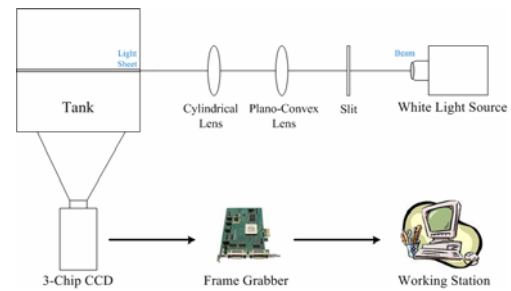 Light
Sheet
Beam
Tank
Cylindrical
Lens
Plano-Convex
Lens
Slit
White Light Source
3-Chip CCD
Frame Grabber
Working Station